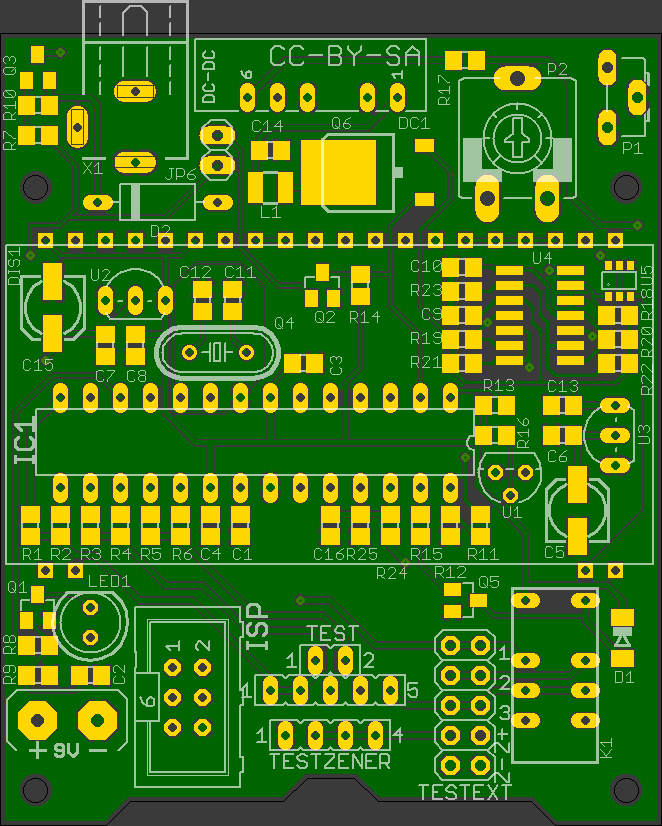 CC-BY-SA
DC-DC
6
1
Q3
R10
R7
X1
JP6
C14
Q6
DC1
L1
R17
P2
P1
D2
DIS1
C15
U2
C12
C11
C7
C8
Q4
Q2
R14
C3
C10
R23
C9
R19
R21
U4
U5
R18
R20
R22
IC1
R13
R16
C13
C6
U3
U1
C5
R1
R2
R3
R4
R5
R6
C4
C1
C16
R25
R24
R15
R11
R12
Q5
Q1
LED1
R8
R9
C2
+ 9V −
1 2
6
ISP
TEST
1 2
1 5
1 4
TESTZENER
1
2
3
+
2-
TESTEXT
K1
D1